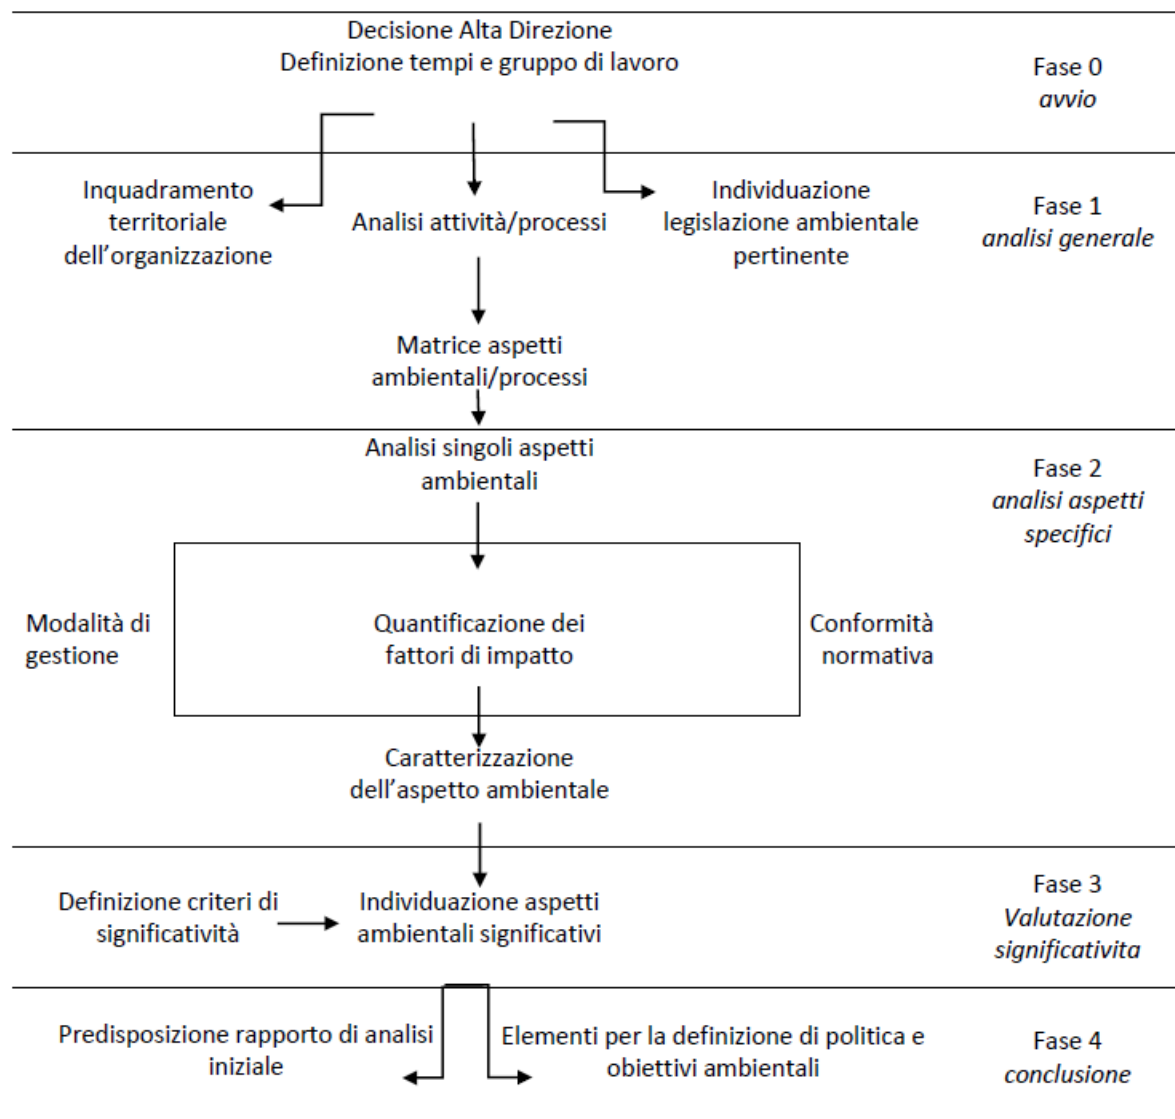 Decisione Alta Direzione
Definizione tempi e gruppo di lavoro
Fase 0
avvio
Inquadramento
territoriale
dell'organizzazione
Analisi attività/processi
Individuazione
legislazione ambientale
pertinente
Fase 1
analisi generale
Matrice aspetti
ambientali/processi
Analisi singoli aspetti
ambientali
Fase 2
analisi aspetti
specifici
Modalità di
gestione
Quantificazione dei
fattori di impatto
Conformità
normativa
Caratterizzazione
dell'aspetto ambientale
Definizione criteri di
significatività
Individuazione aspetti
ambientali significativi
Fase 3
Valutazione
significativita
Predisposizione rapporto di analisi
iniziale
Elementi per la definizione di politica e
obiettivi ambientali
Fase 4
conclusione